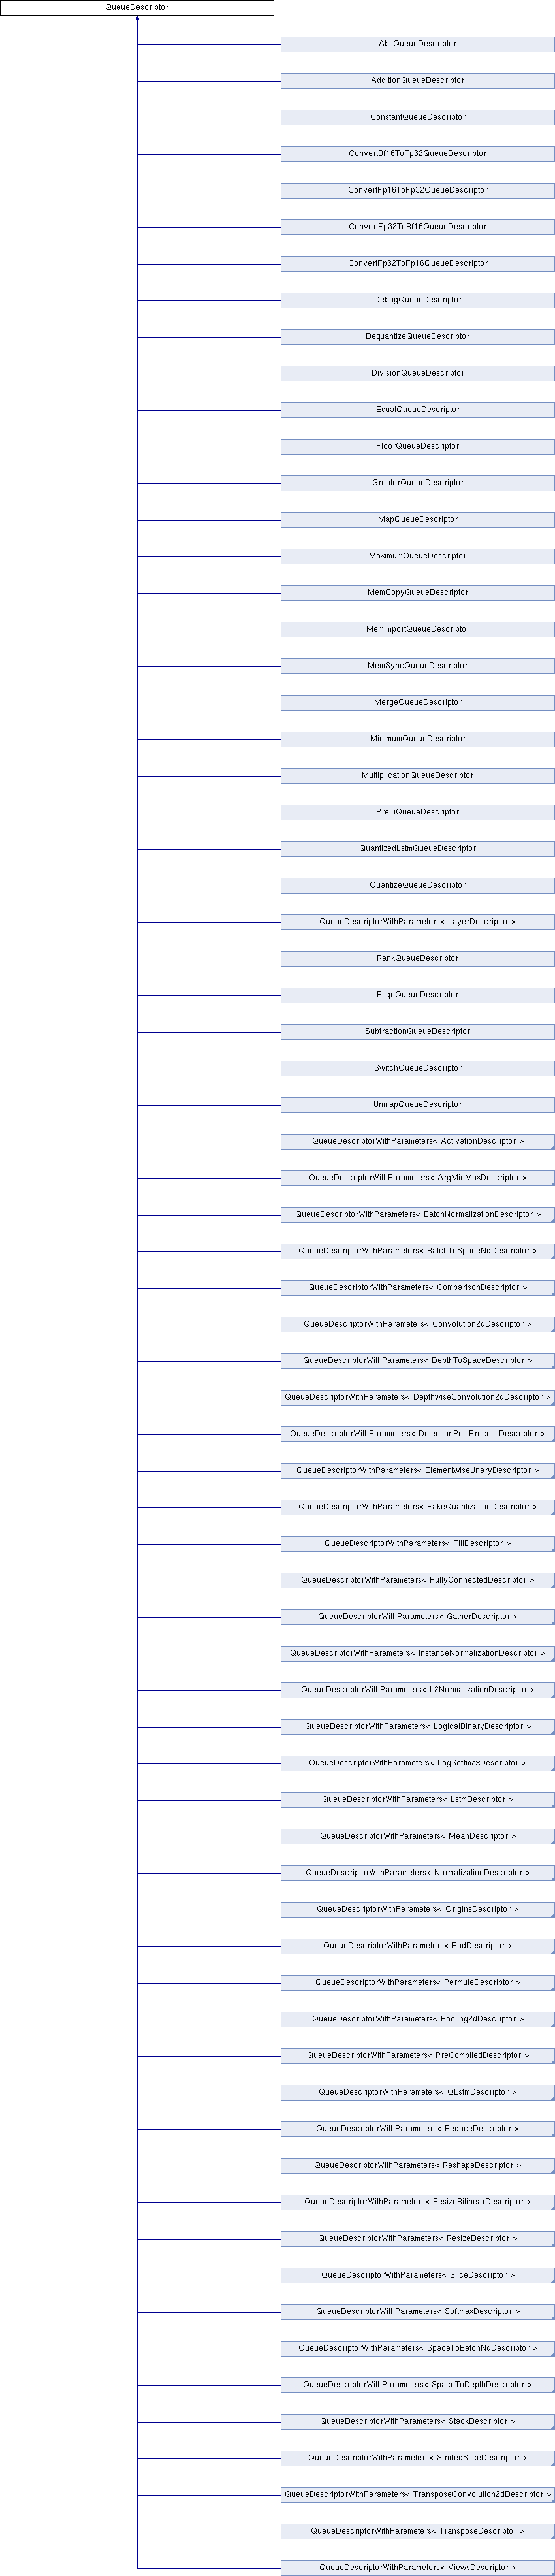 QueueDescriptor
AbsQueueDescriptor
AdditionQueueDescriptor
ConstantQueueDescriptor
ConvertBf16ToFp32QueueDescriptor
ConvertFp16ToFp32QueueDescriptor
ConvertFp32ToBf16QueueDescriptor
ConvertFp32ToFp16QueueDescriptor
DebugQueueDescriptor
DequantizeQueueDescriptor
DivisionQueueDescriptor
EqualQueueDescriptor
FloorQueueDescriptor
GreaterQueueDescriptor
MapQueueDescriptor
MaximumQueueDescriptor
MemCopyQueueDescriptor
MemImportQueueDescriptor
MemSyncQueueDescriptor
MergeQueueDescriptor
MinimumQueueDescriptor
MultiplicationQueueDescriptor
PreluQueueDescriptor
QuantizedLstmQueueDescriptor
QuantizeQueueDescriptor
QueueDescriptorWithParameters< LayerDescriptor >
RankQueueDescriptor
RsqrtQueueDescriptor
SubtractionQueueDescriptor
SwitchQueueDescriptor
UnmapQueueDescriptor
QueueDescriptorWithParameters< ActivationDescriptor >
QueueDescriptorWithParameters< ArgMinMaxDescriptor >
QueueDescriptorWithParameters< BatchNormalizationDescriptor >
QueueDescriptorWithParameters< BatchToSpaceNdDescriptor >
QueueDescriptorWithParameters< ComparisonDescriptor >
QueueDescriptorWithParameters< Convolution2dDescriptor >
QueueDescriptorWithParameters< DepthToSpaceDescriptor >
QueueDescriptorWithParameters< DepthwiseConvolution2dDescriptor >
QueueDescriptorWithParameters< DetectionPostProcessDescriptor >
QueueDescriptorWithParameters< ElementwiseUnaryDescriptor >
QueueDescriptorWithParameters< FakeQuantizationDescriptor >
QueueDescriptorWithParameters< FillDescriptor >
QueueDescriptorWithParameters< FullyConnectedDescriptor >
QueueDescriptorWithParameters< GatherDescriptor >
QueueDescriptorWithParameters< InstanceNormalizationDescriptor >
QueueDescriptorWithParameters< L2NormalizationDescriptor >
QueueDescriptorWithParameters< LogicalBinaryDescriptor >
QueueDescriptorWithParameters< LogSoftmaxDescriptor >
QueueDescriptorWithParameters< LstmDescriptor >
QueueDescriptorWithParameters< MeanDescriptor >
QueueDescriptorWithParameters< NormalizationDescriptor >
QueueDescriptorWithParameters< OriginsDescriptor >
QueueDescriptorWithParameters< PadDescriptor >
QueueDescriptorWithParameters< PermuteDescriptor >
QueueDescriptorWithParameters< Pooling2dDescriptor >
QueueDescriptorWithParameters< PreCompiledDescriptor >
QueueDescriptorWithParameters< QLstmDescriptor >
QueueDescriptorWithParameters< ReduceDescriptor >
QueueDescriptorWithParameters< ReshapeDescriptor >
QueueDescriptorWithParameters< ResizeBilinearDescriptor >
QueueDescriptorWithParameters< ResizeDescriptor >
QueueDescriptorWithParameters< SliceDescriptor >
QueueDescriptorWithParameters< SoftmaxDescriptor >
QueueDescriptorWithParameters< SpaceToBatchNdDescriptor >
QueueDescriptorWithParameters< SpaceToDepthDescriptor >
QueueDescriptorWithParameters< StackDescriptor >
QueueDescriptorWithParameters< StridedSliceDescriptor >
QueueDescriptorWithParameters< TransposeConvolution2dDescriptor >
QueueDescriptorWithParameters< TransposeDescriptor >
QueueDescriptorWithParameters< ViewsDescriptor >